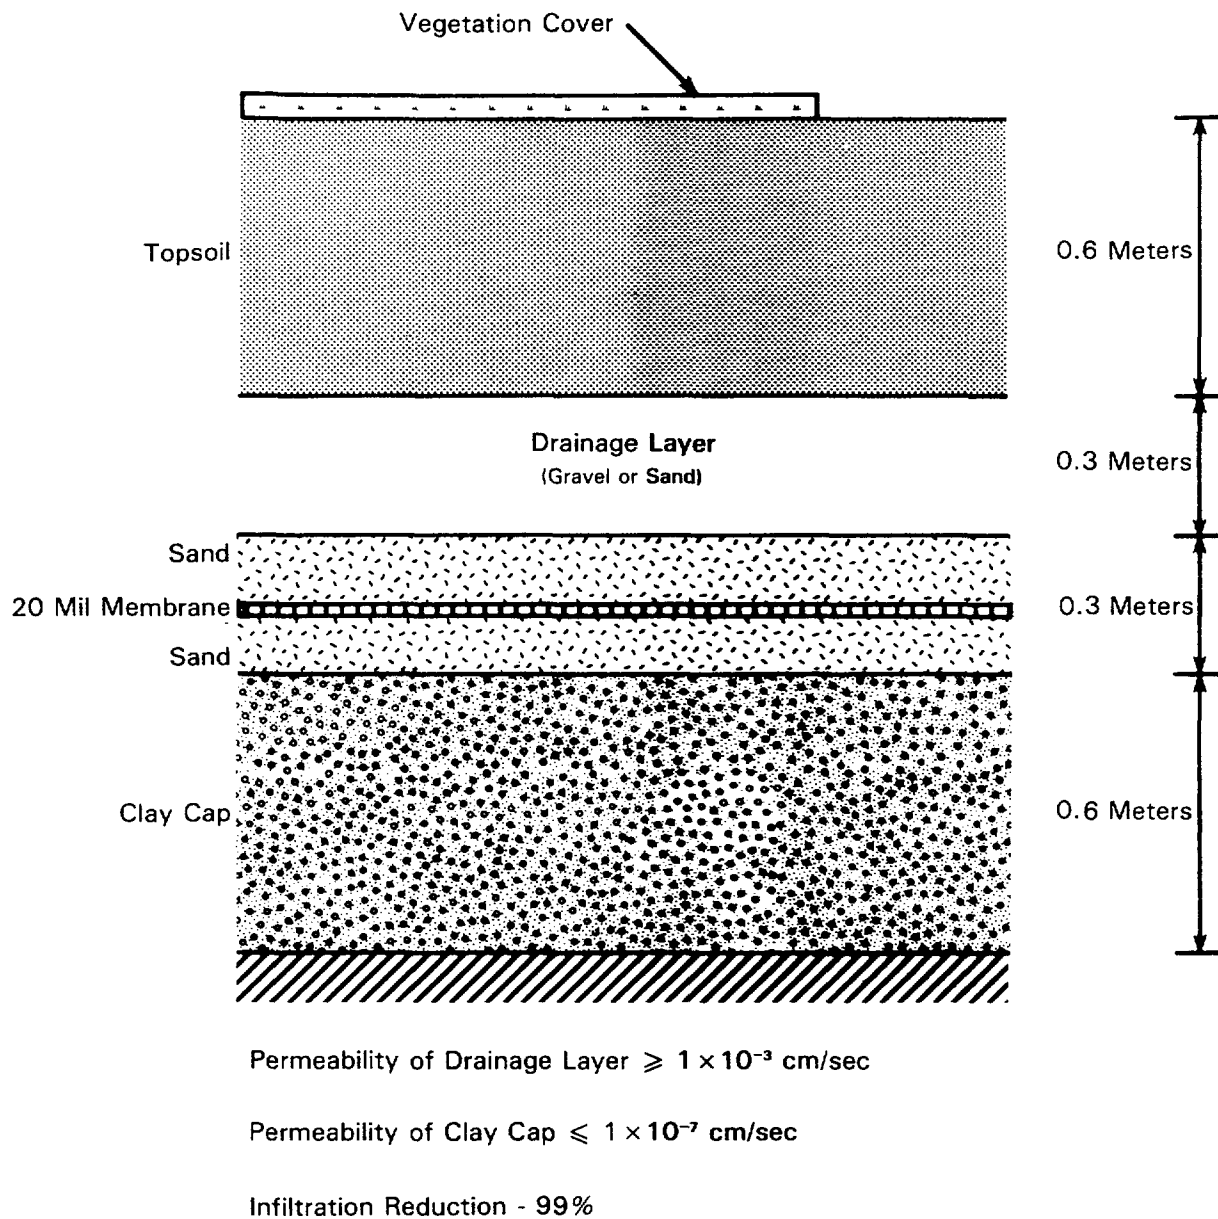 Vegetation Cover
Topsoil
0.6 Meters
Drainage Layer
(Gravel or Sand)
0.3 Meters
Sand
20 Mil Membrane
0.3 Meters
Sand
Clay Cap
0.6 Meters
Permeability of Drainage Layer ⩾ 1 × 10⁻³ cm/sec
Permeability of Clay Cap ⩽ 1 × 10⁻⁷ cm/sec
Infiltration Reduction - 99%